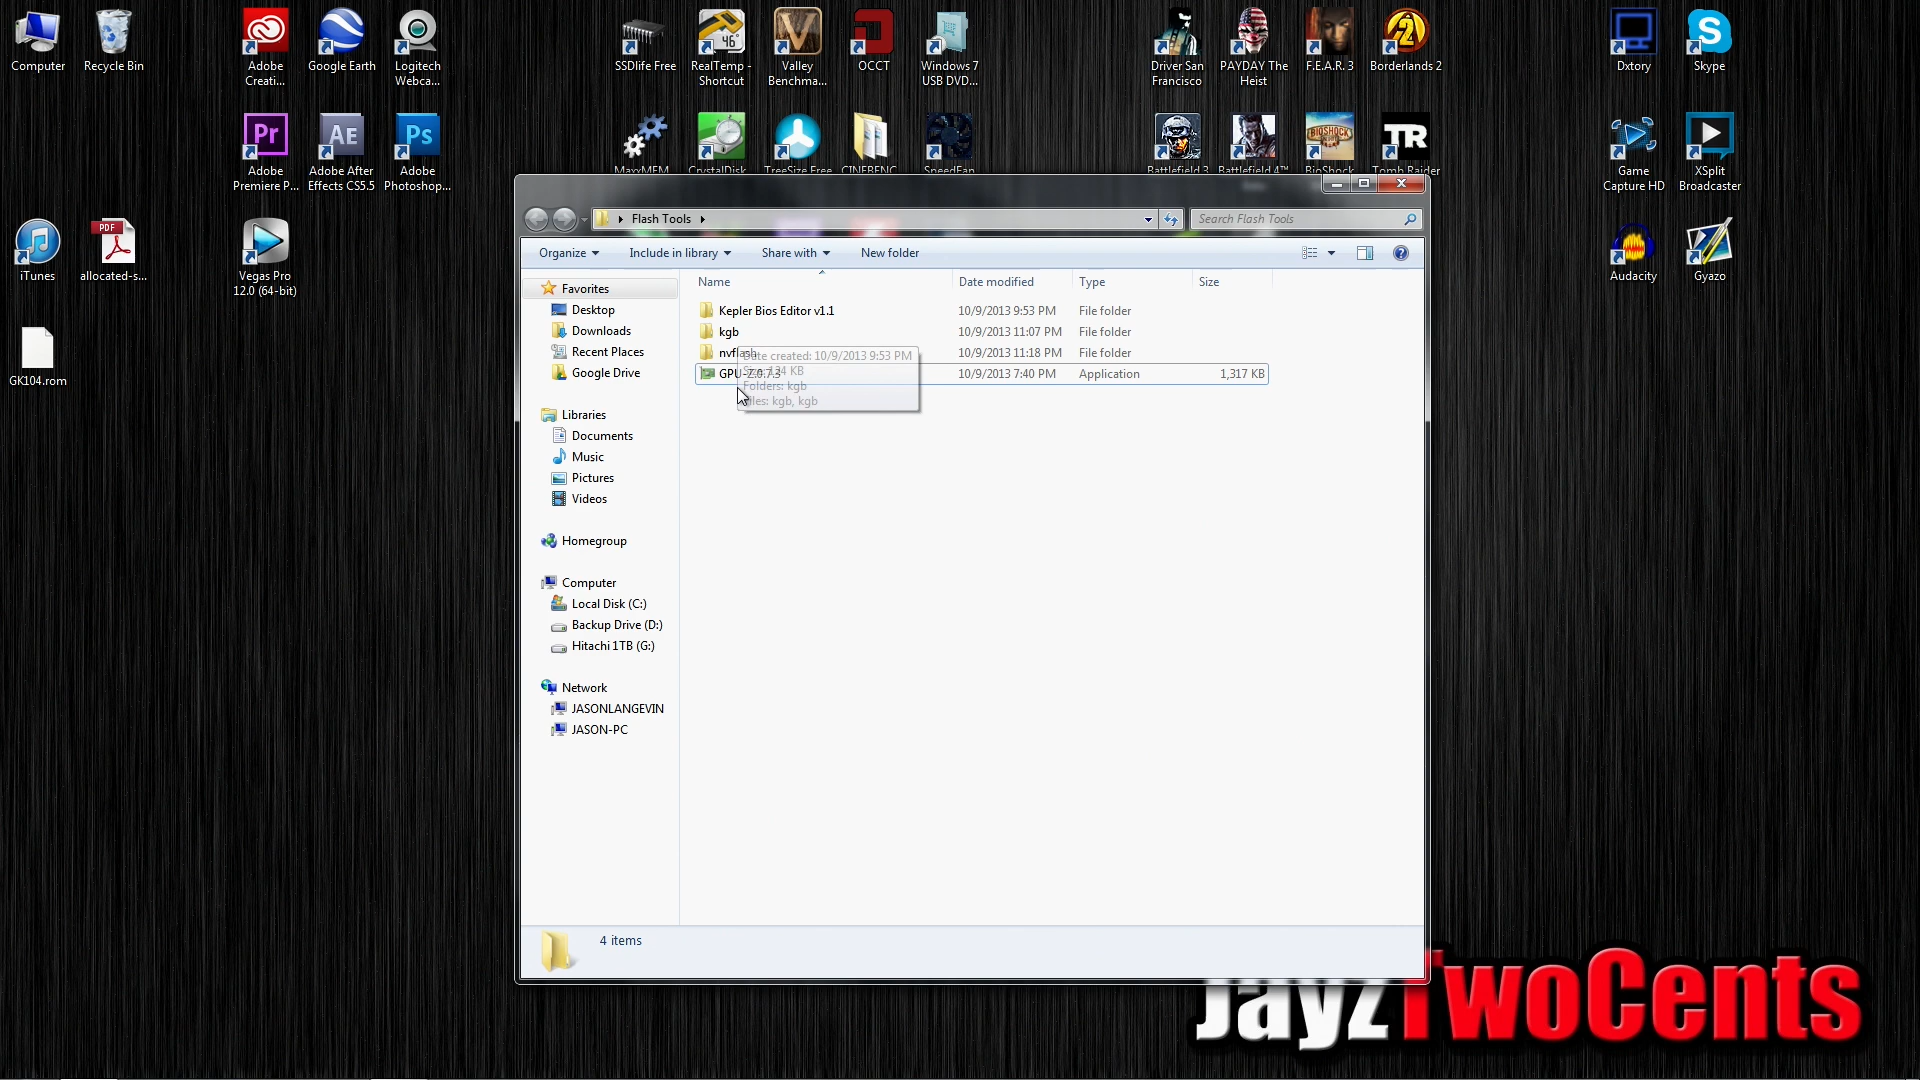 Computer
Recycle Bin
Adobe
Creati...
Google Earth
Logitech
Webca...
SSDlife Free
RealTemp -
Shortcut
Valley
Benchma...
OCCT
Windows 7
USB DVD...
Driver San
Francisco
PAYDAY The
Heist
F.E.A.R. 3
Borderlands 2
Dxtory
Skype
Adobe
Premiere P...
Adobe After
Effects CS5.5
Adobe
Photoshop...
MaxxMEM
CrystalDisk
TreeSize Free
CINEBENC
SpeedFan
Battlefield 3
Battlefield 4™
BioShock
Tomb Raider
Game
Capture HD
XSplit
Broadcaster
iTunes
allocated-s...
Vegas Pro
12.0 (64-bit)
Audacity
Gyazo
GK104.rom
Flash Tools
Search Flash Tools
Organize
Include in library
Share with
New folder
Name
Date modified
Type
Size
Favorites
Desktop
Downloads
Recent Places
Google Drive
Libraries
Documents
Music
Pictures
Videos
Homegroup
Computer
Local Disk (C:)
Backup Drive (D:)
Hitachi 1TB (G:)
Network
JASONLANGEVIN
JASON-PC
Kepler Bios Editor v1.1 10/9/2013 9:53 PM File folder
kgb 10/9/2013 11:07 PM File folder
nvflash 10/9/2013 11:18 PM File folder
GPU-Z.0.7.3 10/9/2013 7:40 PM Application 1,317 KB
Date created: 10/9/2013 9:53 PM
Folders: kgb
Files: kgb, kgb
4 items
JayzTwoCents